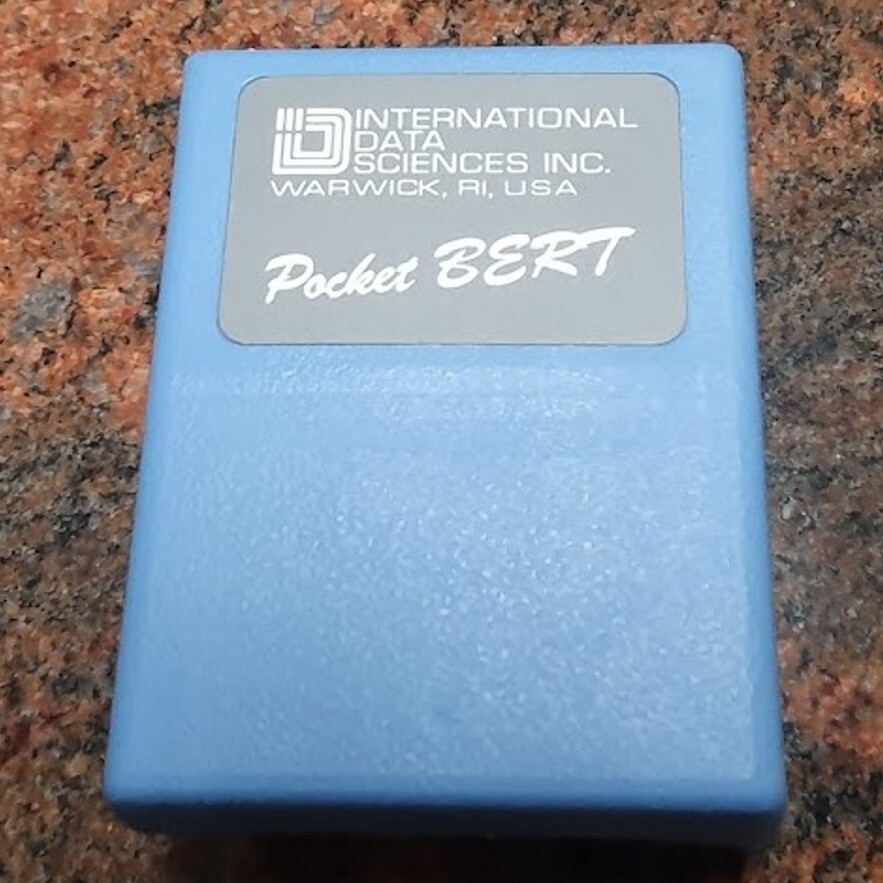 INTERNATIONAL
DATA
SCIENCES INC.
WARWICK, RI, USA
Pocket BERT